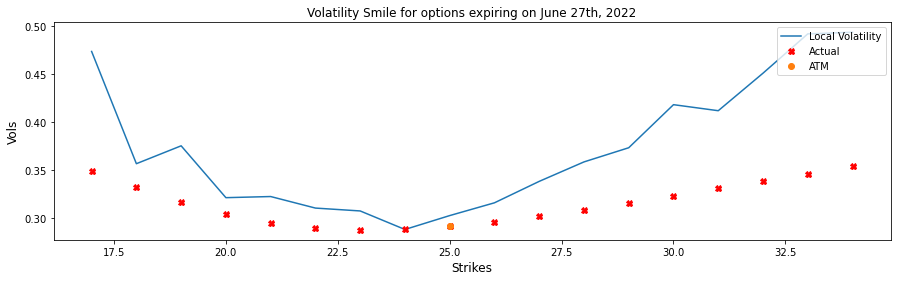 Volatility Smile for options expiring on June 27th, 2022
0.50
0.45
0.40
0.35
0.30
Vols
Local Volatility
Actual
ATM
17.5 20.0 22.5 25.0 27.5 30.0 32.5
Strikes